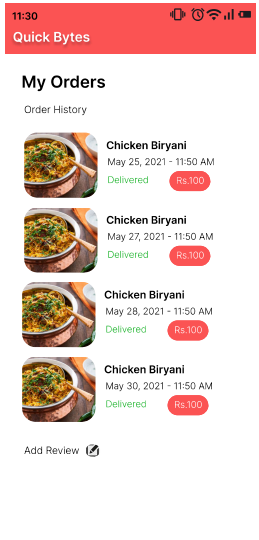 11:30
Quick Bytes
My Orders
Order History
Chicken Biryani
May 25, 2021 - 11:50 AM
Delivered Rs.100
Chicken Biryani
May 27, 2021 - 11:50 AM
Delivered Rs.100
Chicken Biryani
May 28, 2021 - 11:50 AM
Delivered Rs.100
Chicken Biryani
May 30, 2021 - 11:50 AM
Delivered Rs.100
Add Review